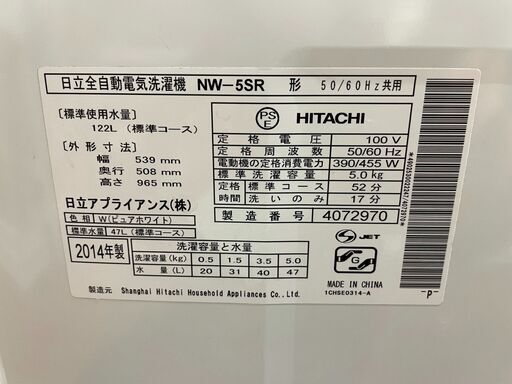 日立全自動電気洗濯機 NW-5SR 形 50/60Hz共用
[標準使用水量]
122L (標準コース)
[外形寸法]
幅 539 mm
奥行 508 mm
高さ 965 mm
日立アプライアンス(株)
色相 W(ピュアホワイト)
標準水量 47L(標準コース)
PS E HITACHI
定格電圧 100 V
定格周波数 50/60 Hz
電動機の定格消費電力 390/455 W
標準洗濯容量 5.0 kg
定格標準コース 52 分
時間洗いのみ 17 分
製造番号 4072970
2014年製
洗濯容量と水量
洗濯容量(kg) 0.5 1.5 3.5 5.0
水量(L) 20 31 40 47
S JET
G
MADE IN CHINA
1CHSE0314-A
製造元 Shanghai Hitachi Household Appliances Co.,Ltd.
-P-